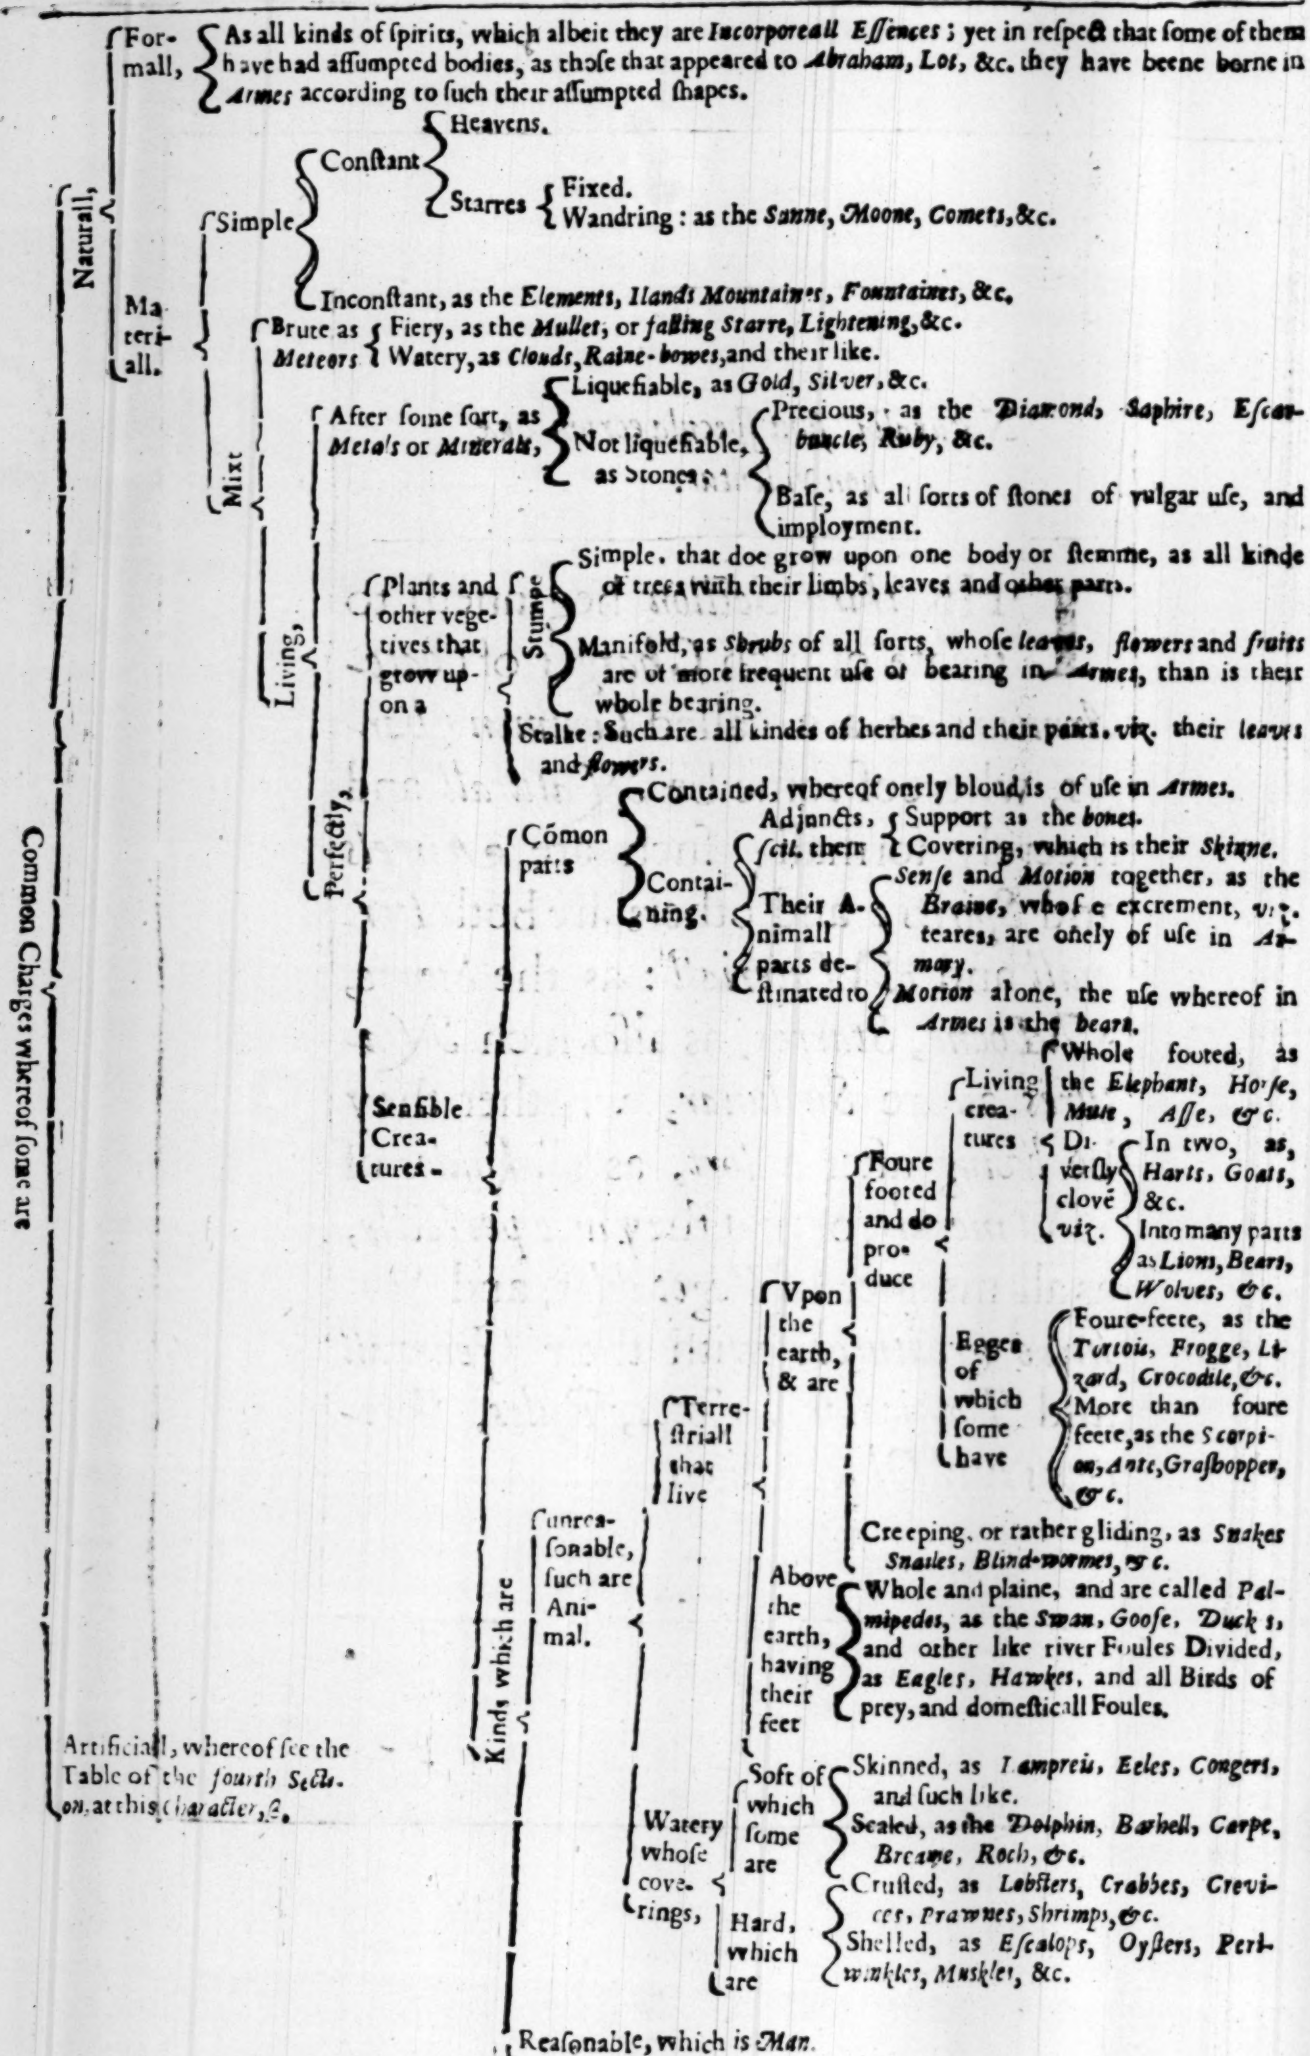 Common Charges whereof ſome are
Naturall,
For-
mall,
As all kinds of ſpirits, which albeit they are Incorporeall Eſſences; yet in reſpect that ſome of them
have had aſſumpted bodies, as thoſe that appeared to Abraham, Lot, &c. they have beene borne in
Armes according to ſuch their aſſumpted ſhapes.
Ma
teri-
all.
Simple
Conſtant
Heavens.
Starres
Fixed.
Wandring: as the Sunne, Moone, Comets, &c.
Inconſtant, as the Elements, Ilands Mountaines, Fountaines, &c.
Mixt
Brute as
Meteors
Fiery, as the Mullet, or falling Starre, Lightening, &c.
Watery, as Clouds, Raine-bowes, and their like.
Living,
After ſome ſort, as
Metals or Minerals,
Liquefiable, as Gold, Silver, &c.
Not liquefiable,
as Stones.
Precious, as the Diamond, Saphire, Eſcar-
buncle, Ruby, &c.
Baſe, as all ſorts of ſtones of vulgar uſe, and
imployment.
Perfectly,
Plants and
other vege-
tives that
grow up-
on a
Stumpe
Simple. that doe grow upon one body or ſtemme, as all kinde
of trees with their limbs, leaves and other parts.
Manifold, as Shrubs of all ſorts, whoſe leaves, flowers and fruits
are of more frequent uſe of bearing in Armes, than is their
whole bearing.
Stalke: Such are all kindes of herbes and their parts. viz. their leaves
and flowers.
Senſible
Crea-
tures
Cōmon
parts
Contained, whereof onely bloud is of uſe in Armes.
Contai-
ning.
Adjuncts,
ſcil. their
Support as the bones.
Covering, which is their Skinne.
Their A-
nimall
parts de-
ſtinated to
Senſe and Motion together, as the
Braine, whoſe excrement, viz.
teares, are onely of uſe in Ar-
mory.
Motion alone, the uſe whereof in
Armes is the heart.
Kinds which are
unrea-
ſonable,
ſuch are
Ani-
mal.
Terre-
ſtriall
that
live
Vpon
the
earth,
& are
Foure
footed
and do
pro-
duce
Living
crea-
tures
Whole footed, as
the Elephant, Horſe,
Mule, Aſſe, &c.
Di-
verſly
clovē
viz.
In two, as,
Harts, Goats,
&c.
Into many parts
as Lions, Bears,
Wolves, &c.
Egges
of
which
ſome
have
Foure-feete, as the
Tortois, Frogge, Li-
zard, Crocodile, &c.
More than foure
feete, as the Scorpi-
on, Ante, Graſhopper,
&c.
Creeping, or rather gliding, as Snakes
Snailes, Blind-wormes, &c.
Above
the
earth,
having
their
feet
Whole and plaine, and are called Pal-
mipedes, as the Swan, Gooſe, Ducks,
and other like river Foules Divided,
as Eagles, Hawkes, and all Birds of
prey, and domeſticall Foules.
Watery
whoſe
cove-
rings,
Soft of
which
ſome
are
Skinned, as Lampreis, Eeles, Congers,
and ſuch like.
Scaled, as the Dolphin, Barbell, Carpe,
Breame, Roch, &c.
Hard,
which
are
Cruſted, as Lobſters, Crabbes, Crevi-
ces, Prawnes, Shrimps, &c.
Shelled, as Eſcalops, Oyſters, Peri-
winkles, Muskles, &c.
Reaſonable, which is Man.
Artificiall, whereof ſee the
Table of the fourth Secti-
on, at this Character,